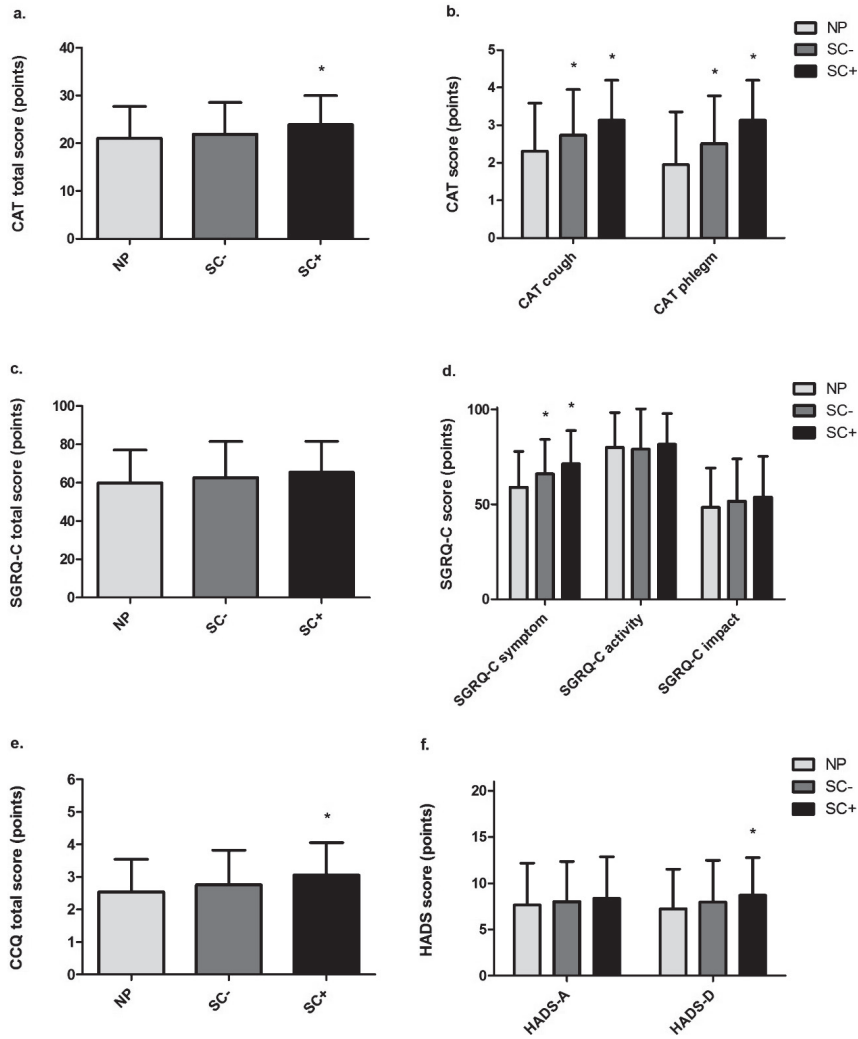 a.
CAT total score (points)
40
30
20
10
0
*
NP
SC-
SC+
b.
NP
SC-
SC+
CAT score (points)
5
4
3
2
1
0
* *
* *
CAT cough
CAT phlegm
c.
SGRQ-C total score (points)
100
80
60
40
20
0
NP
SC-
SC+
d.
NP
SC-
SC+
SGRQ-C score (points)
100
50
0
* *
SGRQ-C symptom
SGRQ-C activity
SGRQ-C impact
e.
CCQ total score (points)
6
5
4
3
2
1
0
*
NP
SC-
SC+
f.
NP
SC-
SC+
HADS score (points)
20
15
10
5
0
*
HADS-A
HADS-D